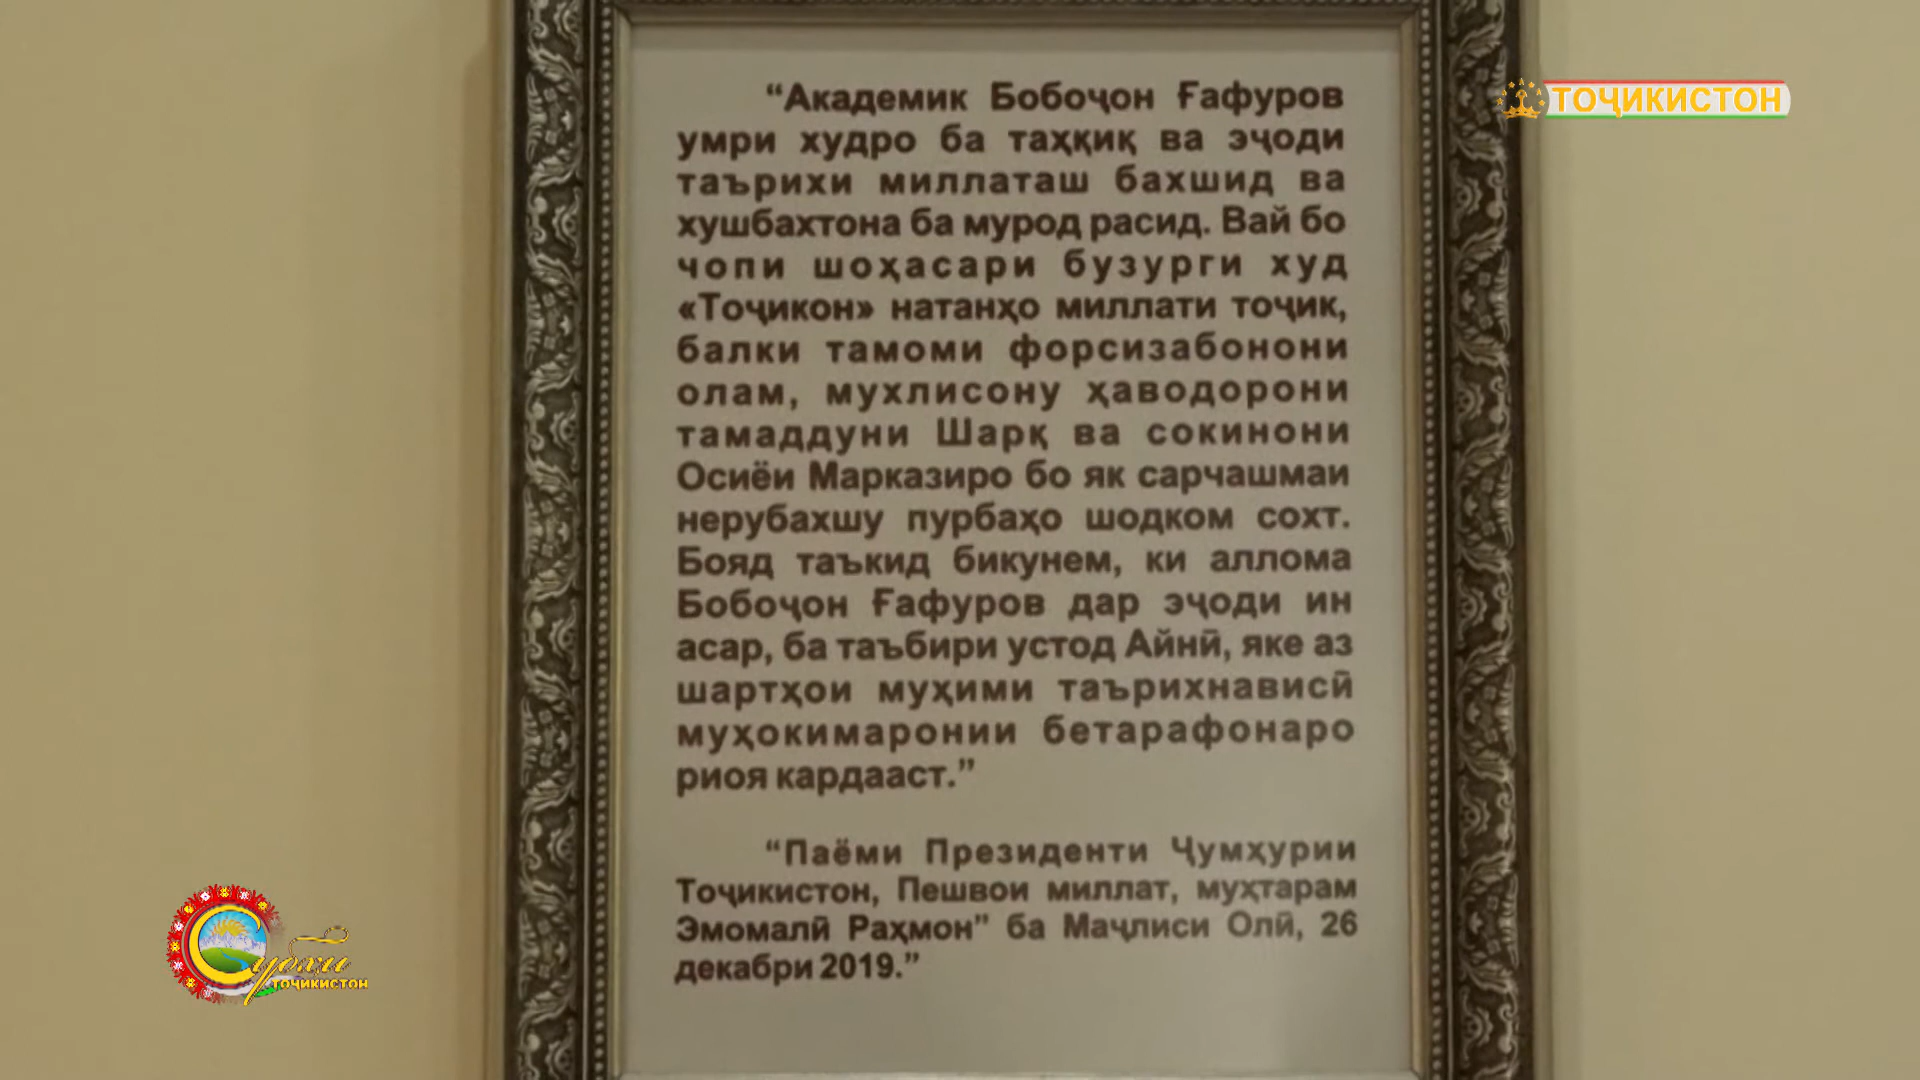 “Академик Бобоҷон Ғафуров
умри худро ба таҳқиқ ва эҷоди
таърихи миллаташ бахшид ва
хушбахтона ба мурод расид. Вай бо
чопи шоҳасари бузурги худ
«Тоҷикон» натанҳо миллати тоҷик,
балки тамоми форсизабонони
олам, мухлисону ҳаводорони
тамаддуни Шарқ ва сокинони
Осиёи Марказиро бо як сарчашмаи
нерубахшу пурбаҳо шодком сохт.
Бояд таъкид бикунем, ки аллома
Бобоҷон Ғафуров дар эҷоди ин
асар, ба таъбири устод Айнӣ, яке аз
шартҳои муҳими таърихнависӣ
муҳокимаронии бетарафонаро
риоя кардааст.”
“Паёми Президенти Ҷумҳурии
Тоҷикистон, Пешвои миллат, муҳтарам
Эмомалӣ Раҳмон” ба Маҷлиси Олӣ, 26
декабри 2019.”
ТОҶИКИСТОН
Субҳи
ТОҶИКИСТОН